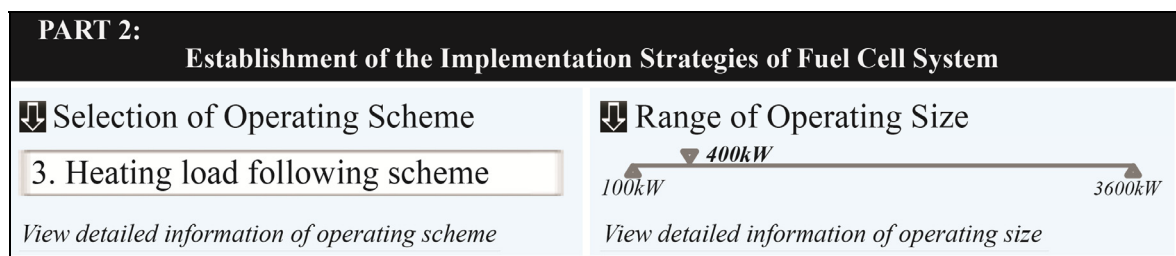 PART 2:
Establishment of the Implementation Strategies of Fuel Cell System
Selection of Operating Scheme
3. Heating load following scheme
View detailed information of operating scheme
Range of Operating Size
400kW
100kW
3600kW
View detailed information of operating size